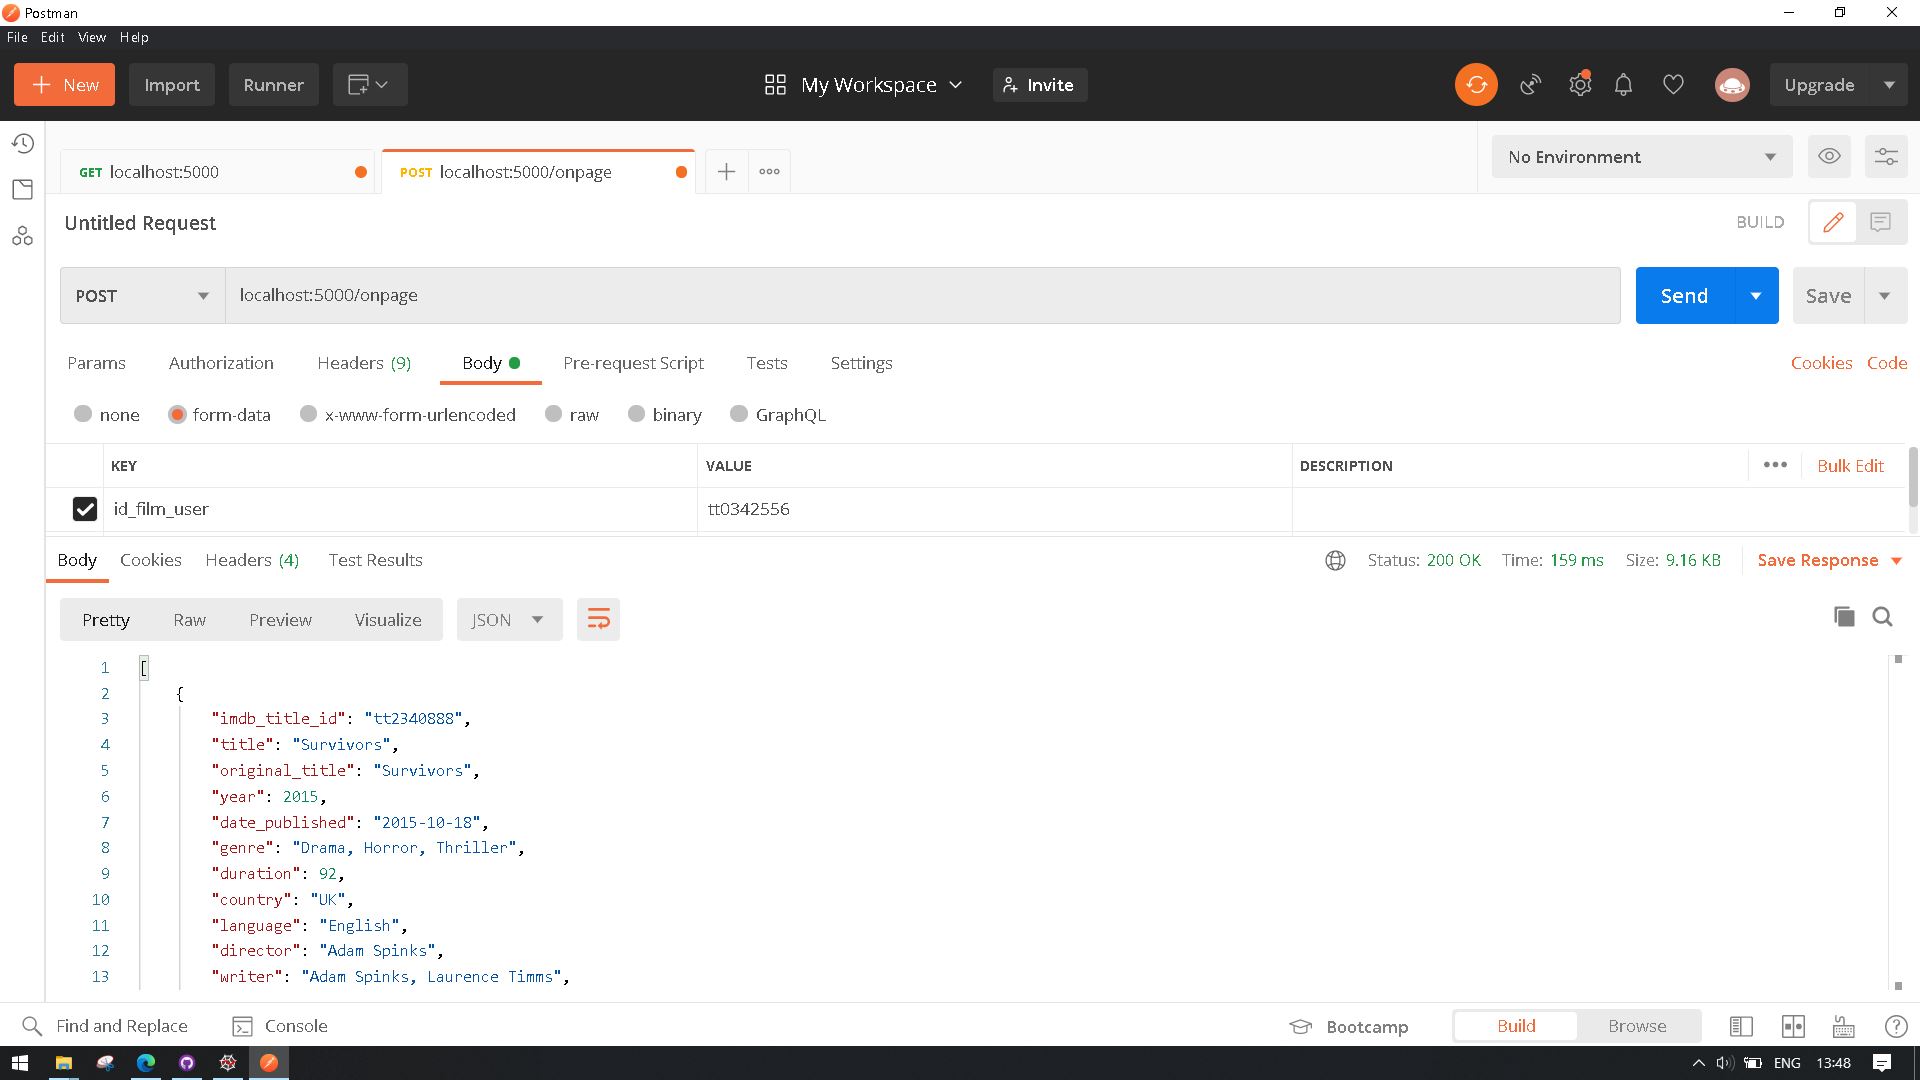 Postman
File Edit View Help
New Import Runner My Workspace Invite Upgrade
GET localhost:5000 POST localhost:5000/onpage No Environment
Untitled Request BUILD
POST localhost:5000/onpage Send Save
Params Authorization Headers (9) Body Pre-request Script Tests Settings Cookies Code
none form-data x-www-form-urlencoded raw binary GraphQL
KEY VALUE DESCRIPTION Bulk Edit
id_film_user tt0342556
Body Cookies Headers (4) Test Results Status: 200 OK Time: 159 ms Size: 9.16 KB Save Response
Pretty Raw Preview Visualize JSON
1 [
2 {
3 "imdb_title_id": "tt2340888",
4 "title": "Survivors",
5 "original_title": "Survivors",
6 "year": 2015,
7 "date_published": "2015-10-18",
8 "genre": "Drama, Horror, Thriller",
9 "duration": 92,
10 "country": "UK",
11 "language": "English",
12 "director": "Adam Spinks",
13 "writer": "Adam Spinks, Laurence Timms",
Find and Replace Console Bootcamp Build Browse
ENG 13:48